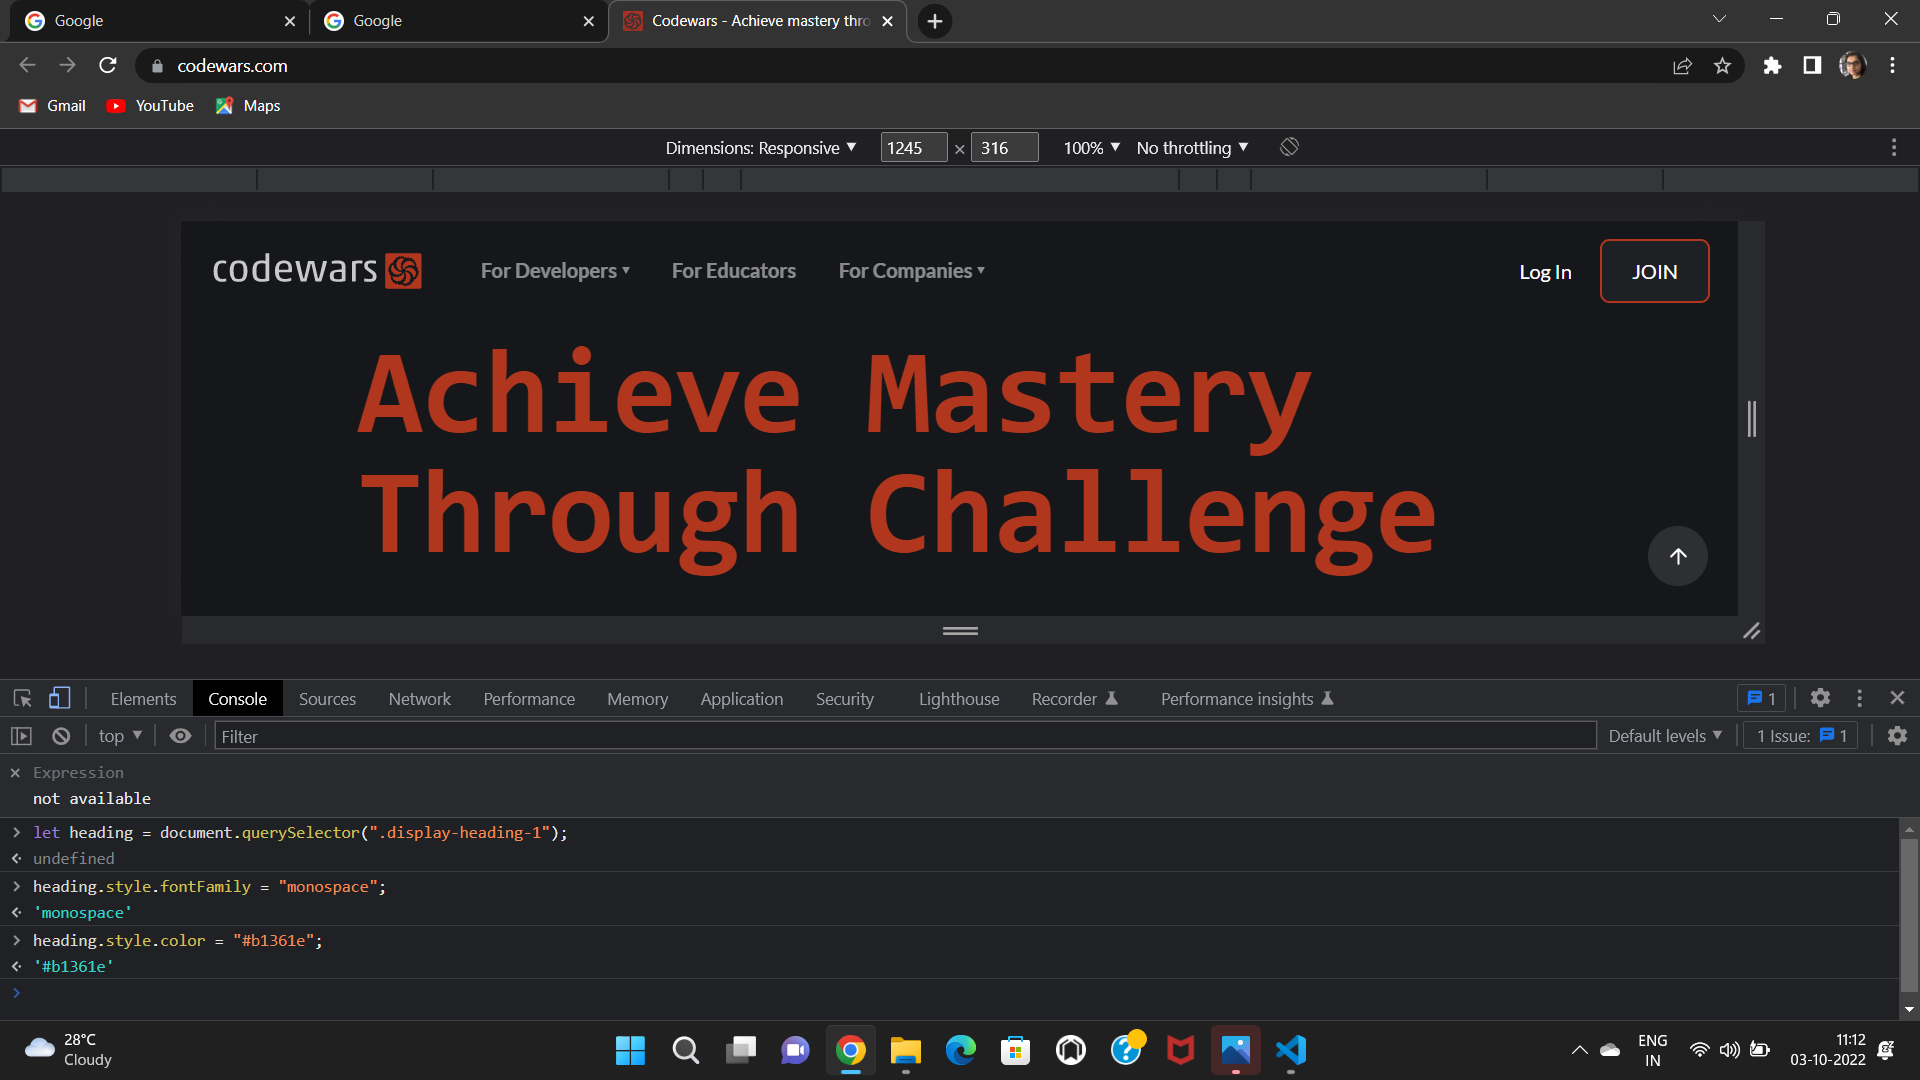 Google
Google
Codewars - Achieve mastery thro
codewars.com
Gmail YouTube Maps
Dimensions: Responsive ▼ 1245 × 316 100% ▼ No throttling ▼
codewars For Developers ▾ For Educators For Companies ▾ Log In JOIN
Achieve Mastery
Through Challenge
Elements Console Sources Network Performance Memory Application Security Lighthouse Recorder Performance insights 1
top ▼ Filter Default levels ▼ 1 Issue: 1
Expression
not available
let heading = document.querySelector(".display-heading-1");
undefined
heading.style.fontFamily = "monospace";
'monospace'
heading.style.color = "#b1361e";
'#b1361e'
28°C
Cloudy
ENG
IN
11:12
03-10-2022